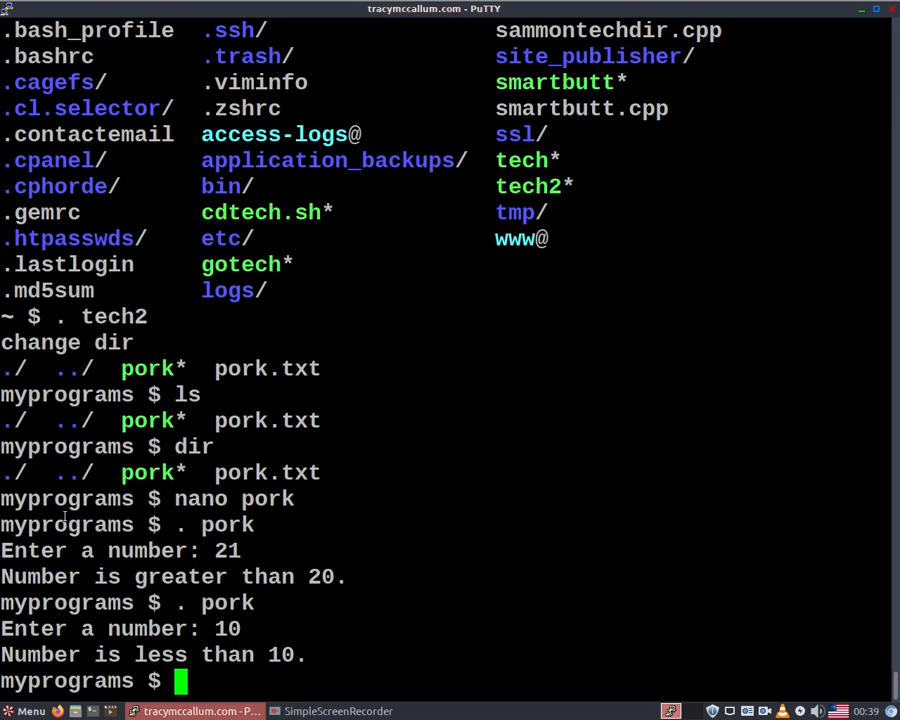 tracymccallum.com - PuTTY
.bash_profile .ssh/ sammontechdir.cpp
.bashrc .trash/ site_publisher/
.cagefs/ .viminfo smartbutt*
.cl.selector/ .zshrc smartbutt.cpp
.contactemail access-logs@ ssl/
.cpanel/ application_backups/ tech*
.cphorde/ bin/ tech2*
.gemrc cdtech.sh* tmp/
.htpasswds/ etc/ www@
.lastlogin gotech*
.md5sum logs/
~ $ . tech2
change dir
./ ../ pork* pork.txt
myprograms $ ls
./ ../ pork* pork.txt
myprograms $ dir
./ ../ pork* pork.txt
myprograms $ nano pork
myprograms $ . pork
Enter a number: 21
Number is greater than 20.
myprograms $ . pork
Enter a number: 10
Number is less than 10.
myprograms $
Menu tracymccallum.com - P... SimpleScreenRecorder 00:39